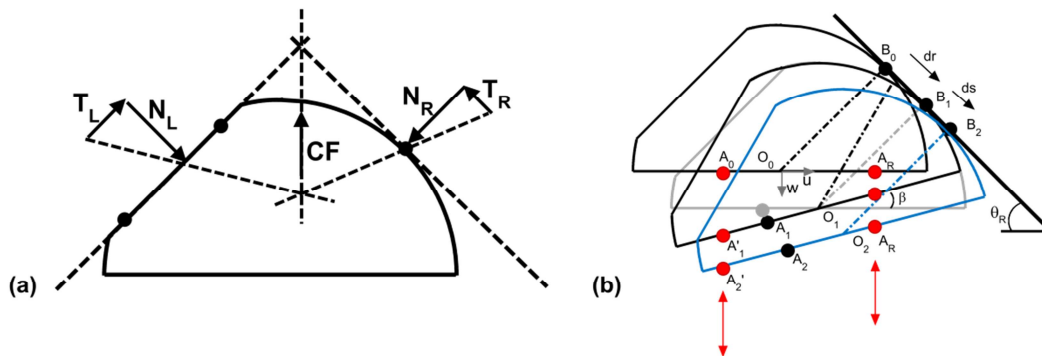 T_L N_L CF N_R T_R
(a)
B_0 dr
B_1 ds
B_2
A_0 O_0 u A_R
w
β
O_1
A_1
A'_1
A_2 O_2 A_R
A_2'
θ_R
(b)